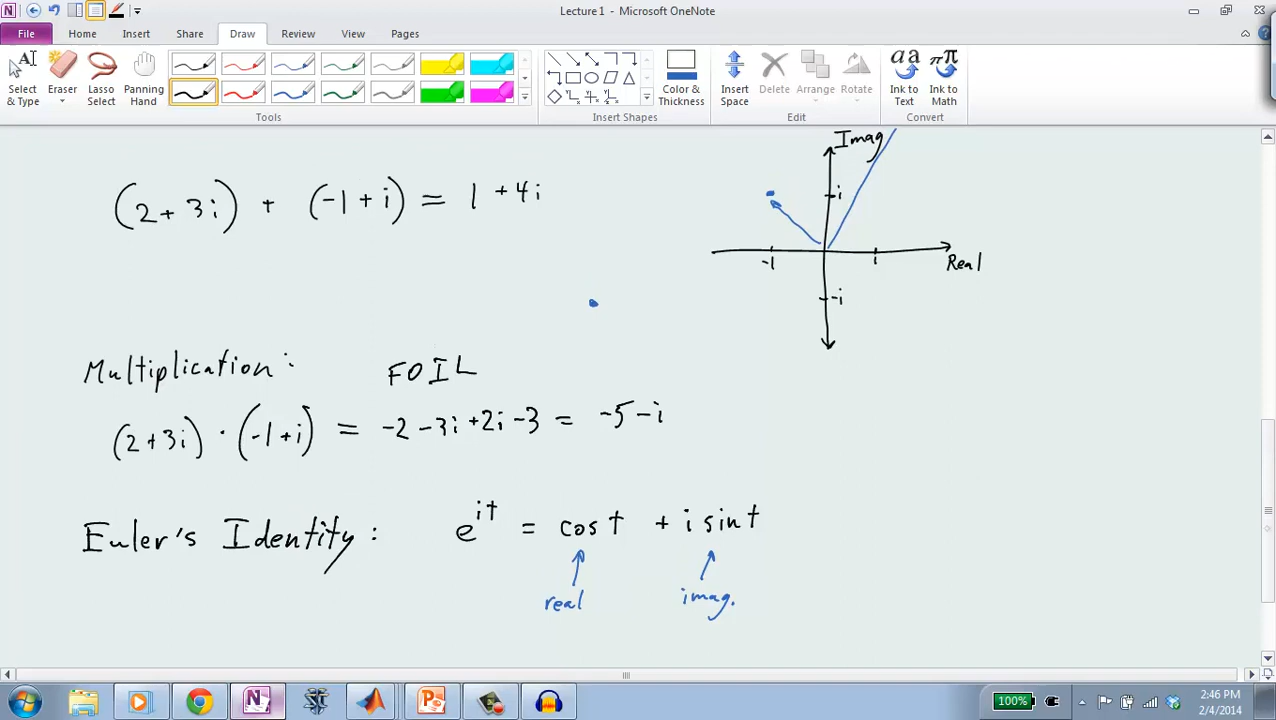 Lecture1 - Microsoft OneNote
File Home Insert Draw Review View Pages
Select & Type
Eraser
Lasso Select
Panning Hand
Color & Thickness
Insert Space
Delete
Arrange
Rotate
Ink to Text
Ink to Math
Tools
Insert Shapes
Edit
Convert
Imag
(2 + 3i) + (-1 + i) = 1 + 4i
i
-1
1
Real
-i
Multiplication: FOIL
(2 + 3i) · (-1 + i) = -2 - 3i + 2i - 3 = -5 - i
Euler's Identity: e^it = cos t + i sin t
real
imag.
100%
2:46 PM
2/4/2014